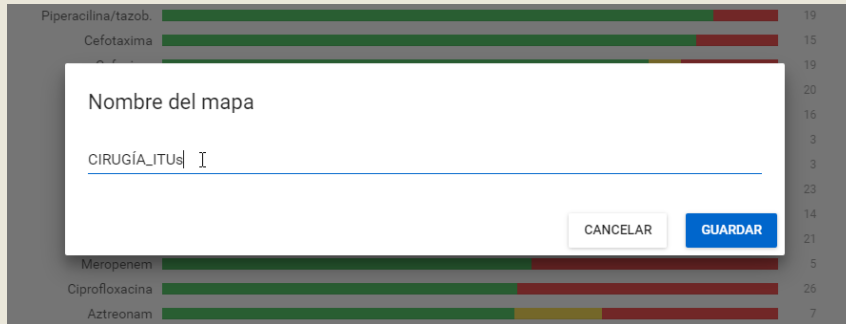 Piperacilina/tazob. 19
Cefotaxima 15
19
Nombre del mapa
20
16
3
CIRUGÍA_ITUs
3
23
14
CANCELAR GUARDAR
21
Meropenem 5
Ciprofloxacina 26
Aztreonam 7